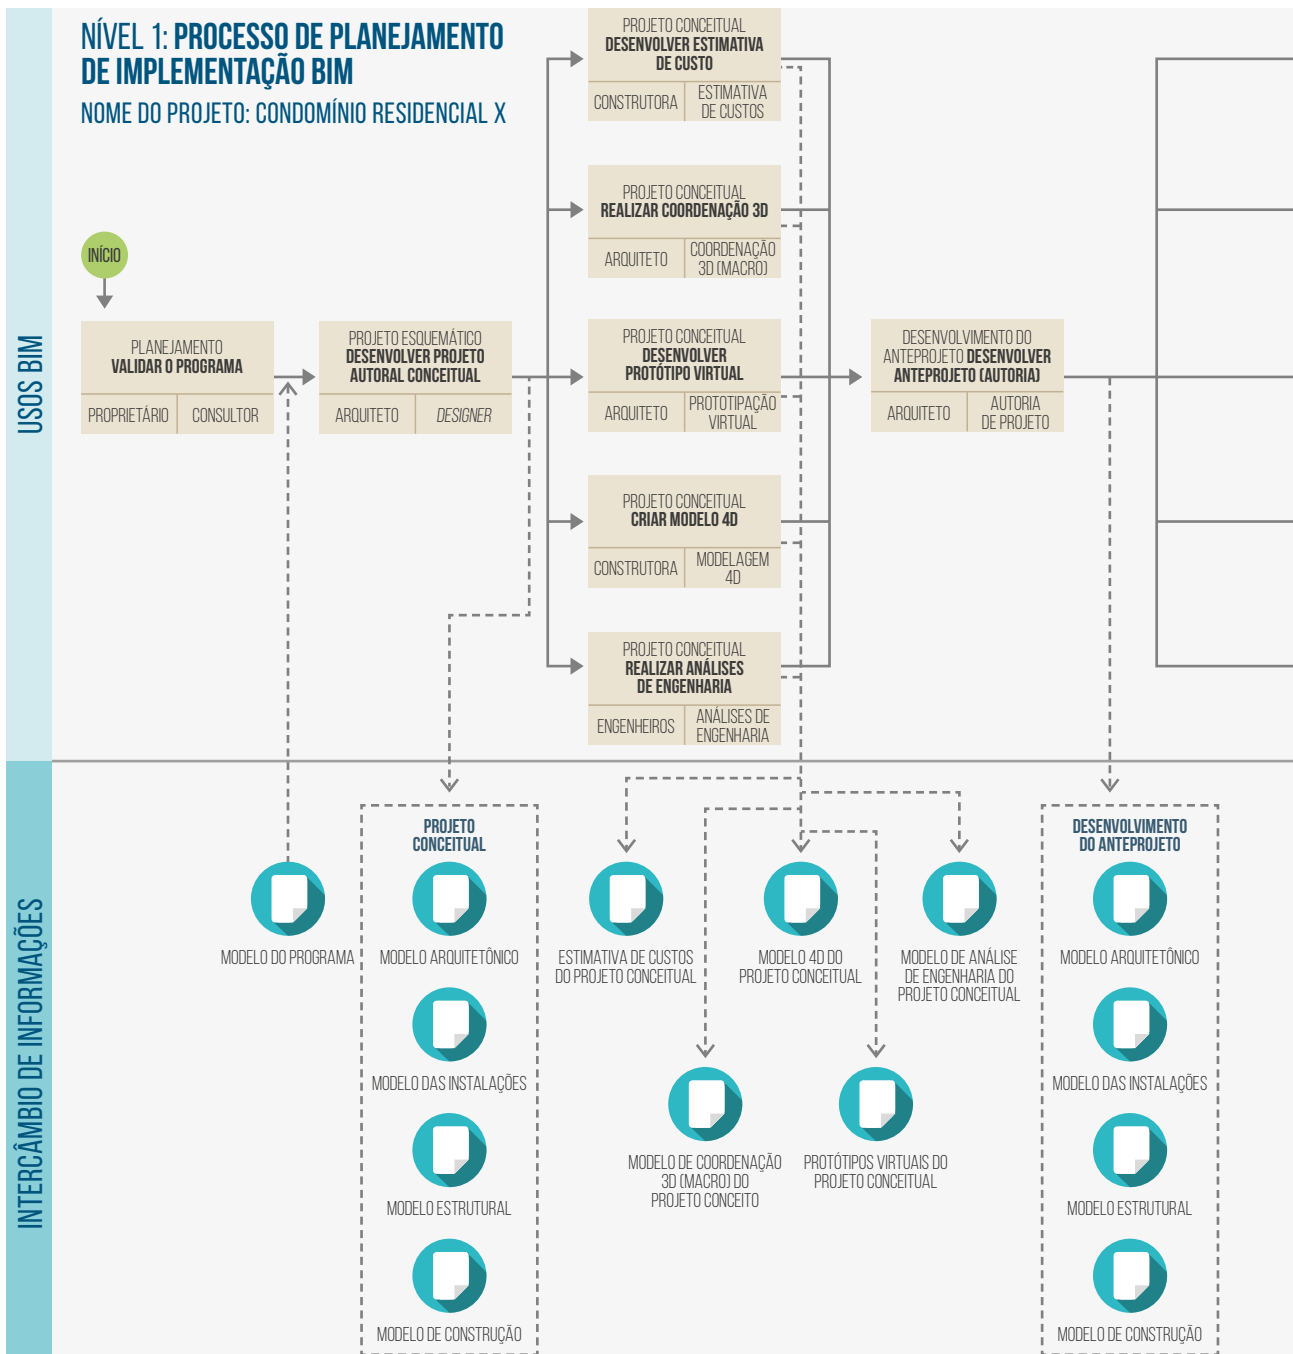 NÍVEL 1: PROCESSO DE PLANEJAMENTO
DE IMPLEMENTAÇÃO BIM
NOME DO PROJETO: CONDOMÍNIO RESIDENCIAL X
USOS BIM
INÍCIO
PLANEJAMENTO
VALIDAR O PROGRAMA
PROPRIETÁRIO
CONSULTOR
PROJETO ESQUEMÁTICO
DESENVOLVER PROJETO
AUTORAL CONCEITUAL
ARQUITETO
DESIGNER
PROJETO CONCEITUAL
DESENVOLVER ESTIMATIVA
DE CUSTO
CONSTRUTORA
ESTIMATIVA
DE CUSTOS
PROJETO CONCEITUAL
REALIZAR COORDENAÇÃO 3D
ARQUITETO
COORDENAÇÃO
3D (MACRO)
PROJETO CONCEITUAL
DESENVOLVER
PROTÓTIPO VIRTUAL
ARQUITETO
PROTOTIPAÇÃO
VIRTUAL
PROJETO CONCEITUAL
CRIAR MODELO 4D
CONSTRUTORA
MODELAGEM
4D
PROJETO CONCEITUAL
REALIZAR ANÁLISES
DE ENGENHARIA
ENGENHEIROS
ANÁLISES DE
ENGENHARIA
DESENVOLVIMENTO DO
ANTEPROJETO DESENVOLVER
ANTEPROJETO (AUTORIA)
ARQUITETO
AUTORIA
DE PROJETO
INTERCÂMBIO DE INFORMAÇÕES
MODELO DO PROGRAMA
PROJETO
CONCEITUAL
MODELO ARQUITETÔNICO
MODELO DAS INSTALAÇÕES
MODELO ESTRUTURAL
MODELO DE CONSTRUÇÃO
ESTIMATIVA DE CUSTOS
DO PROJETO CONCEITUAL
MODELO DE COORDENAÇÃO
3D (MACRO) DO
PROJETO CONCEITO
MODELO 4D DO
PROJETO CONCEITUAL
PROTÓTIPOS VIRTUAIS DO
PROJETO CONCEITUAL
MODELO DE ANÁLISE
DE ENGENHARIA DO
PROJETO CONCEITUAL
DESENVOLVIMENTO
DO ANTEPROJETO
MODELO ARQUITETÔNICO
MODELO DAS INSTALAÇÕES
MODELO ESTRUTURAL
MODELO DE CONSTRUÇÃO